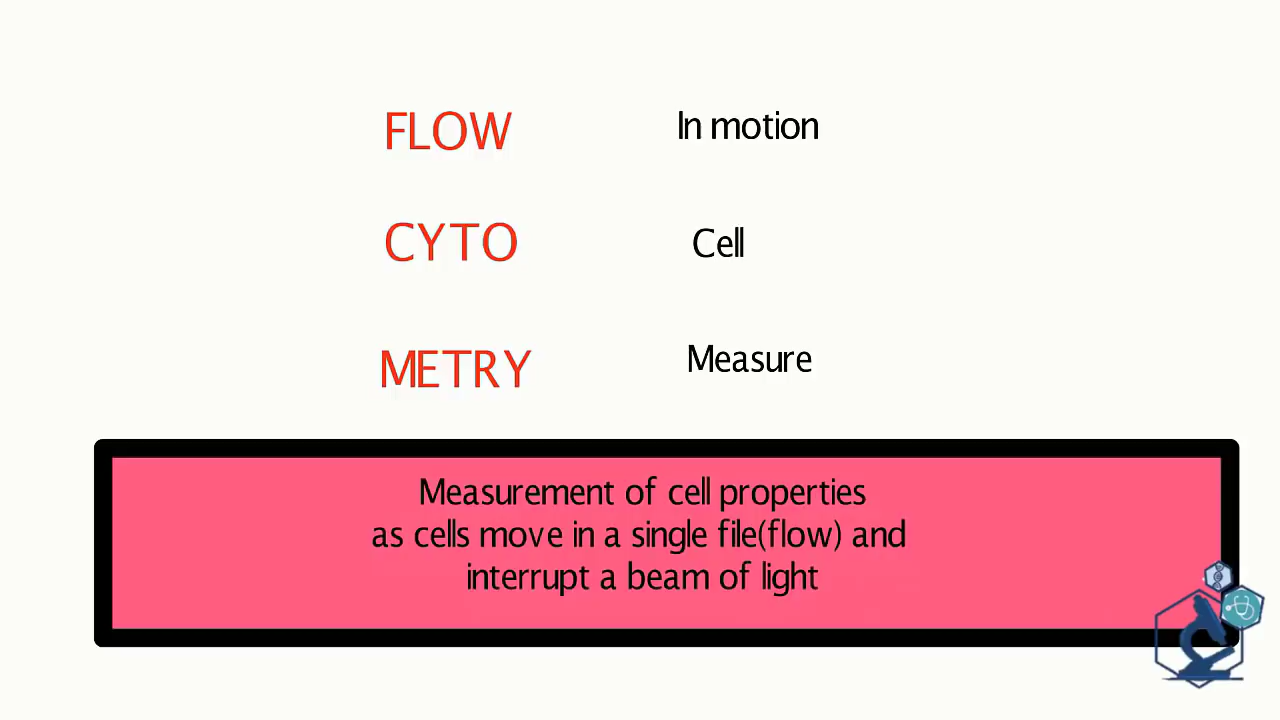 FLOW In motion
CYTO Cell
METRY Measure
Measurement of cell properties
as cells move in a single file(flow) and
interrupt a beam of light